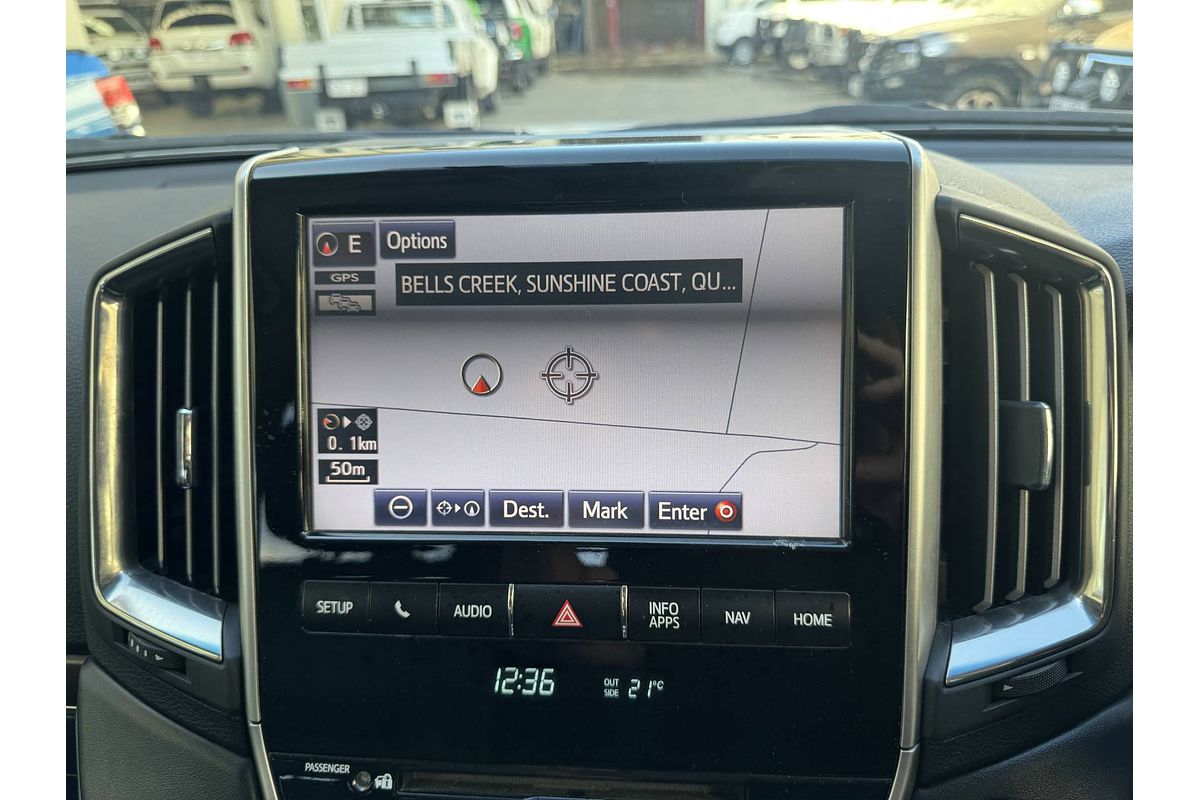 E
Options
GPS
BELLS CREEK, SUNSHINE COAST, QU...
0. 1km
50m
Dest.
Mark
Enter
SETUP
AUDIO
INFO
APPS
NAV
HOME
12:36
OUT
SIDE
21°C
PASSENGER